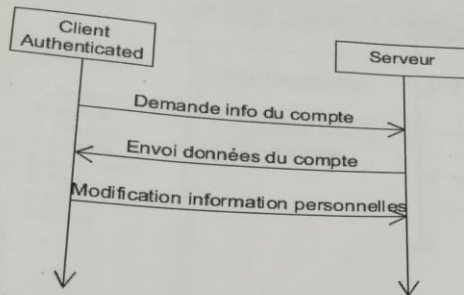 Client
Authenticated
Serveur
Demande info du compte
Envoi données du compte
Modification information personnelles